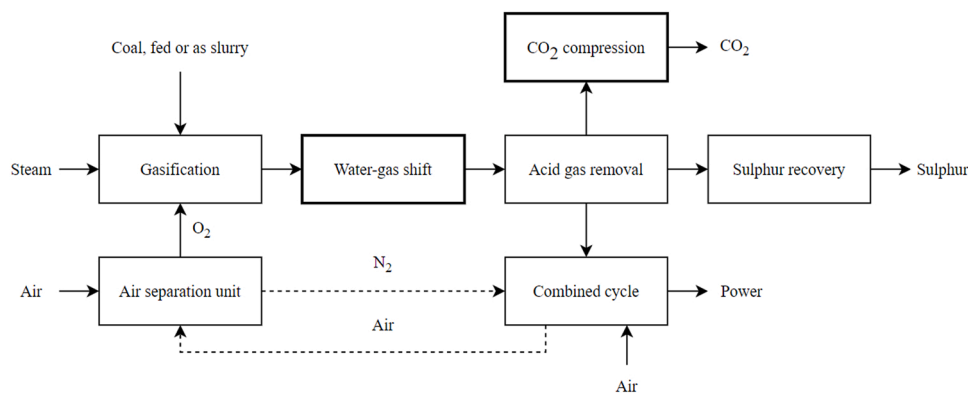 Coal, fed or as slurry
CO2 compression
CO2
Steam
Gasification
Water-gas shift
Acid gas removal
Sulphur recovery
Sulphur
O2
N2
Air
Air separation unit
Combined cycle
Power
Air
Air